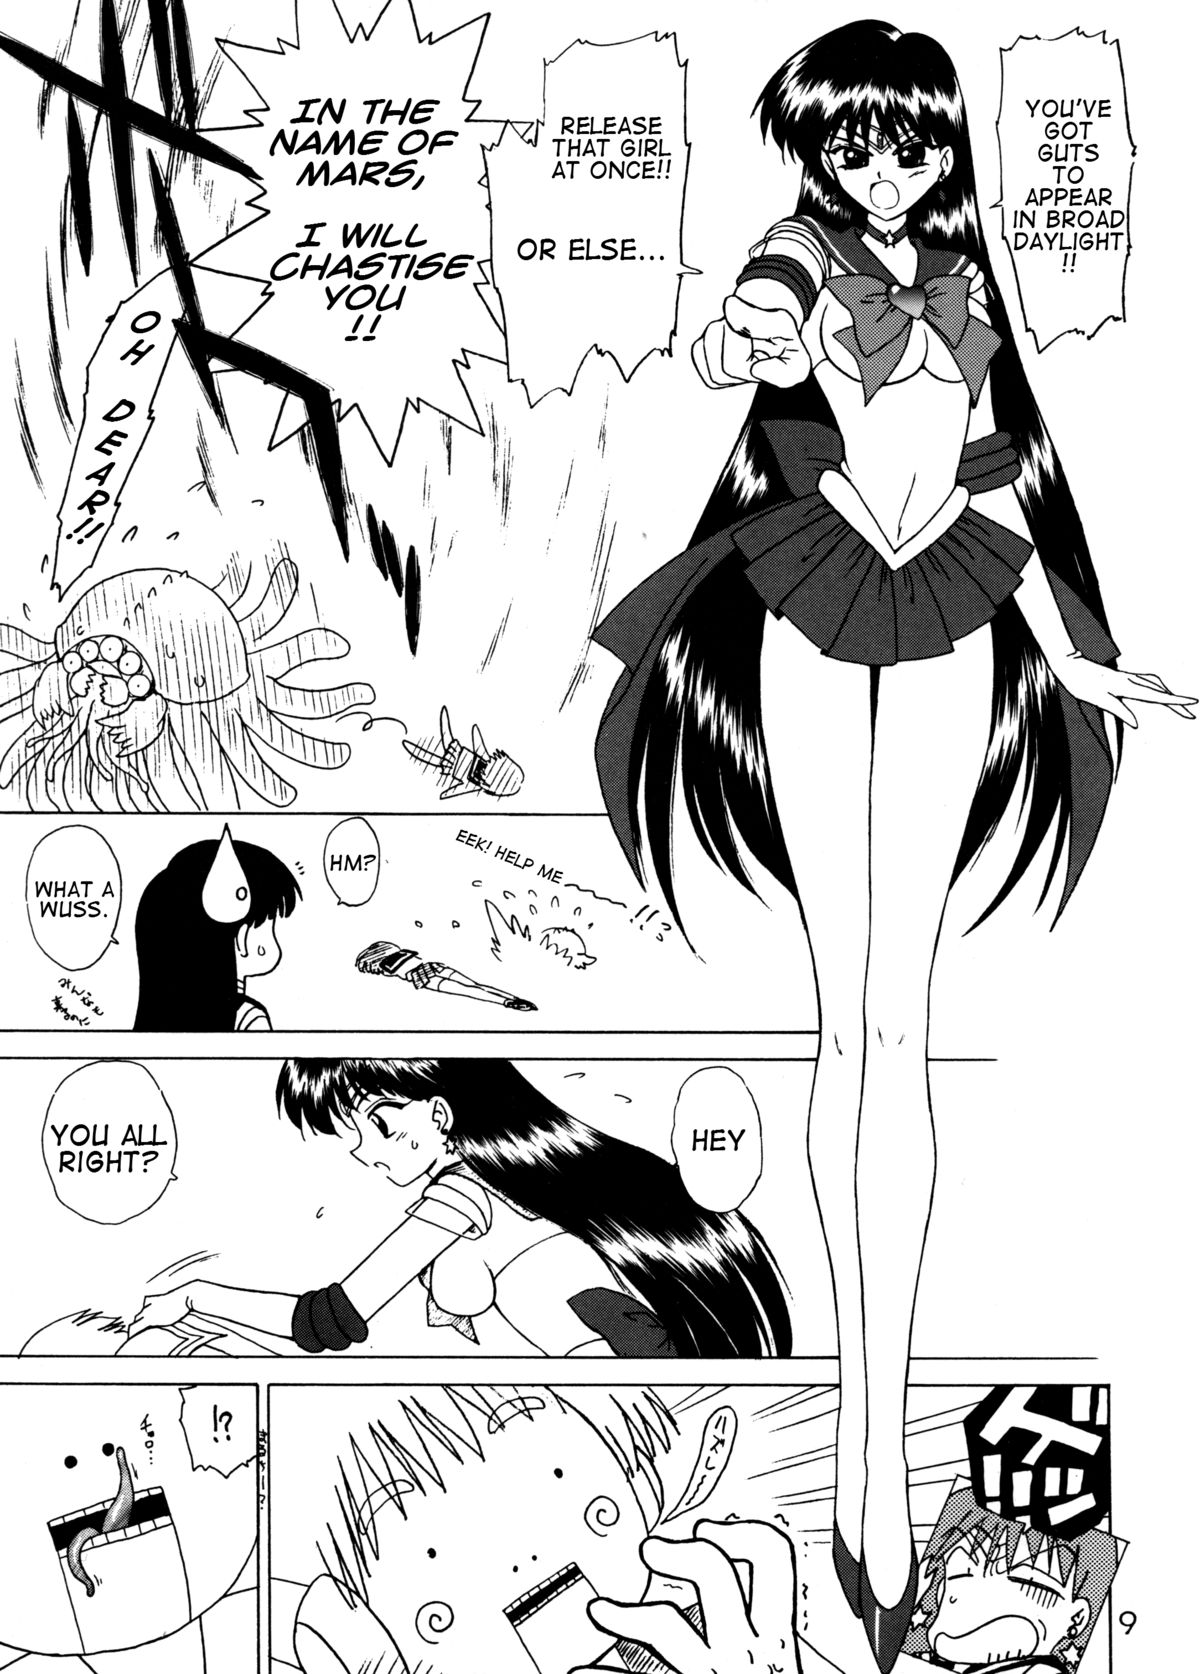 YOU'VE
GOT
GUTS
TO
APPEAR
IN BROAD
DAYLIGHT
!!
RELEASE
THAT GIRL
AT ONCE!!
OR ELSE...
IN THE
NAME OF
MARS,
I WILL
CHASTISE
YOU
!!
OH DEAR!!
EEK! HELP ME
!!
HM?
WHAT A
WUSS.
HEY
YOU ALL
RIGHT?
!?
9